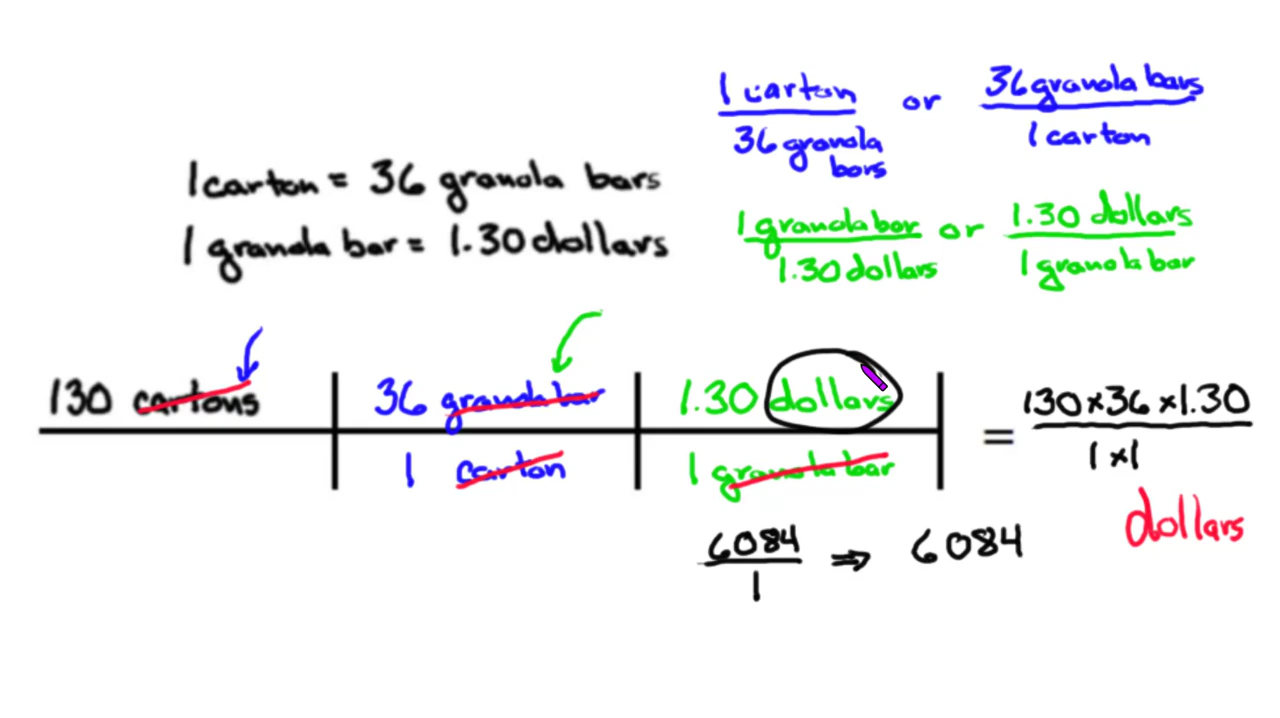 1 carton or 36 granola bars
36 granola bars 1 carton
1 carton = 36 granola bars
1 granola bar = 1.30 dollars
1 granola bar or 1.30 dollars
1.30 dollars 1 granola bar
130 cartons 36 granola bar 1.30 dollars = 130 x 36 x 1.30
1 carton 1 granola bar 1 x 1
dollars
6084 ⇒ 6084
1